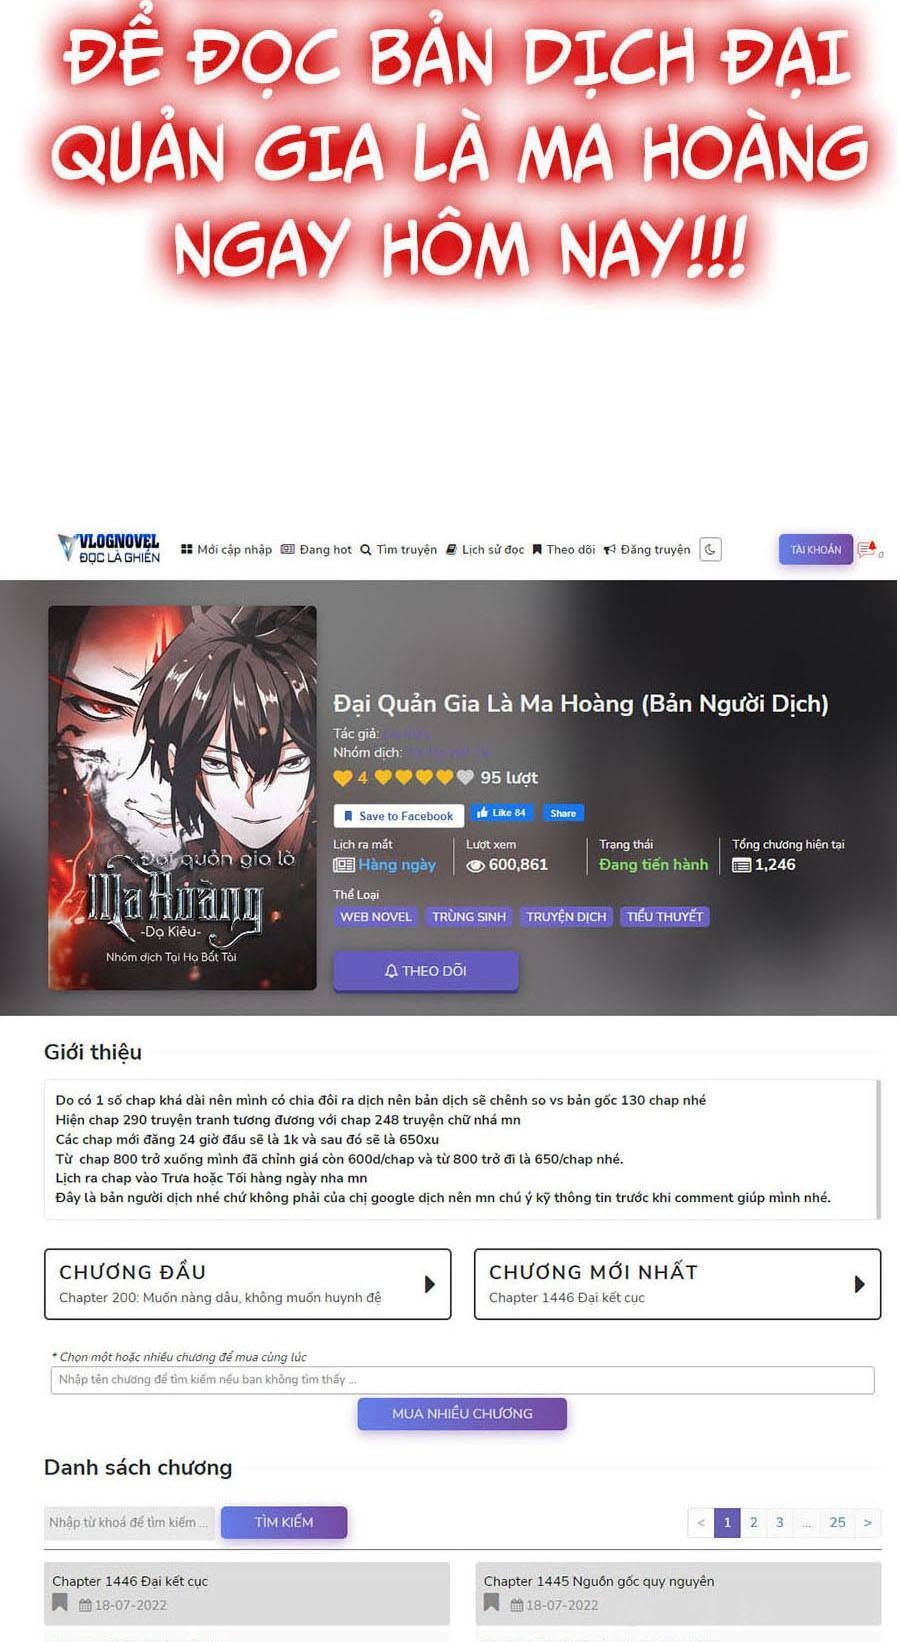 ĐỂ ĐỌC BẢN DỊCH ĐẠI
QUẢN GIA LÀ MA HOÀNG
NGAY HÔM NAY!!!
VLOGNOVEL
ĐỌC LÀ GHIỀN
Mới cập nhập Đang hot Tìm truyện Lịch sử đọc Theo dõi Đăng truyện
TÀI KHOẢN
0
Đại quản gia là
Ma Hoàng
-Dạ Kiêu-
Nhóm dịch Tại Hạ Bất Tài
Đại Quản Gia Là Ma Hoàng (Bản Người Dịch)
Tác giả:
Nhóm dịch:
4 95 lượt
Save to Facebook Like 84 Share
Lịch ra mắt Lượt xem Trạng thái Tổng chương hiện tại
Hàng ngày 600,861 Đang tiến hành 1,246
Thể Loại
WEB NOVEL TRÙNG SINH TRUYỆN DỊCH TIỂU THUYẾT
THEO DÕI
Giới thiệu
Do có 1 số chap khá dài nên mình có chia đôi ra dịch nên bản dịch sẽ chênh so vs bản gốc 130 chap nhé
Hiện chap 290 truyện tranh tương đương với chap 248 truyện chữ nhá mn
Các chap mới đăng 24 giờ đầu sẽ là 1k và sau đó sẽ là 650xu
Từ chap 800 trở xuống mình đã chỉnh giá còn 600d/chap và từ 800 trở đi là 650/chap nhé.
Lịch ra chap vào Trưa hoặc Tối hàng ngày nha mn
Đây là bản người dịch nhé chứ không phải của chị google dịch nên mn chú ý kỹ thông tin trước khi comment giúp mình nhé.
CHƯƠNG ĐẦU
Chapter 200: Muốn nàng dâu, không muốn huynh đệ
CHƯƠNG MỚI NHẤT
Chapter 1446 Đại kết cục
* Chọn một hoặc nhiều chương để mua cùng lúc
Nhập tên chương để tìm kiếm nếu bạn không tìm thấy ...
MUA NHIỀU CHƯƠNG
Danh sách chương
Nhập từ khoá để tìm kiếm ... TÌM KIẾM < 1 2 3 ... 25 >
Chapter 1446 Đại kết cục
18-07-2022
Chapter 1445 Nguồn gốc quy nguyên
18-07-2022